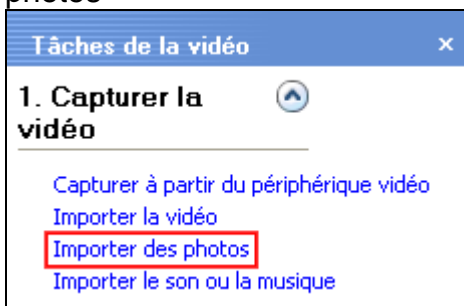 photos
Tâches de la vidéo
1. Capturer la
vidéo
Capturer à partir du périphérique vidéo
Importer la vidéo
Importer des photos
Importer le son ou la musique